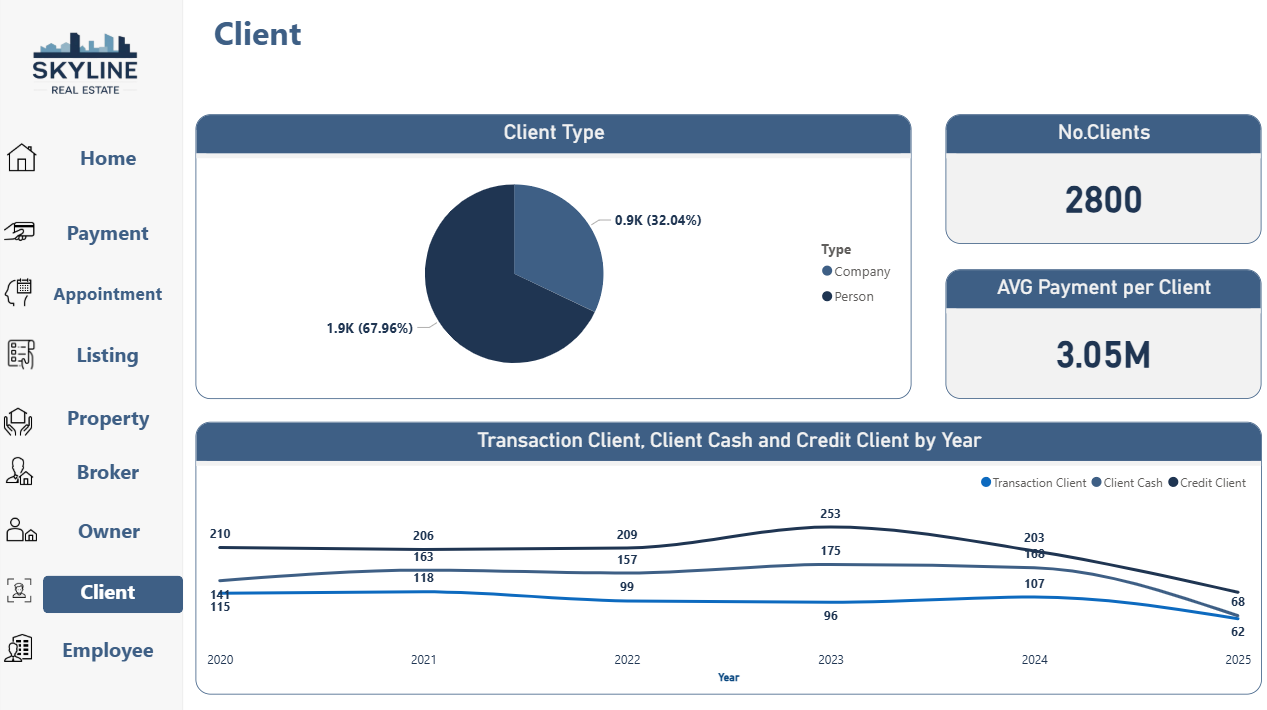 SKYLINE
REAL ESTATE
Home
Payment
Appointment
Listing
Property
Broker
Owner
Client
Employee
Client
Client Type
0.9K (32.04%)
1.9K (67.96%)
Type
Company
Person
No.Clients
2800
AVG Payment per Client
3.05M
Transaction Client, Client Cash and Credit Client by Year
Transaction Client Client Cash Credit Client
210 206 209 253 203 68
141 163 157 175 168
115 118 99 96 107 62
2020 2021 2022 2023 2024 2025
Year